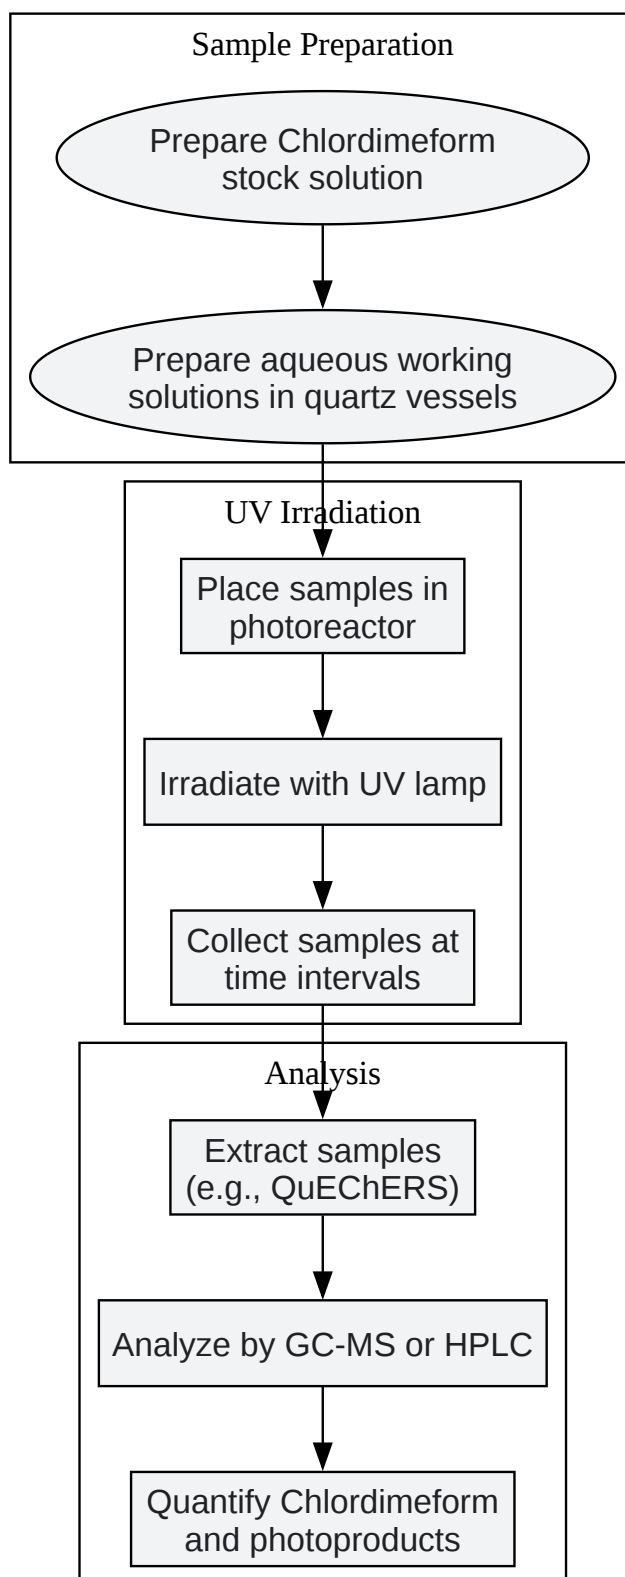 Sample Preparation
Prepare Chlordimeform
stock solution
Prepare aqueous working
solutions in quartz vessels
UV Irradiation
Place samples in
photoreactor
Irradiate with UV lamp
Collect samples at
time intervals
Analysis
Extract samples
(e.g., QuEChERS)
Analyze by GC-MS or HPLC
Quantify Chlordimeform
and photoproducts